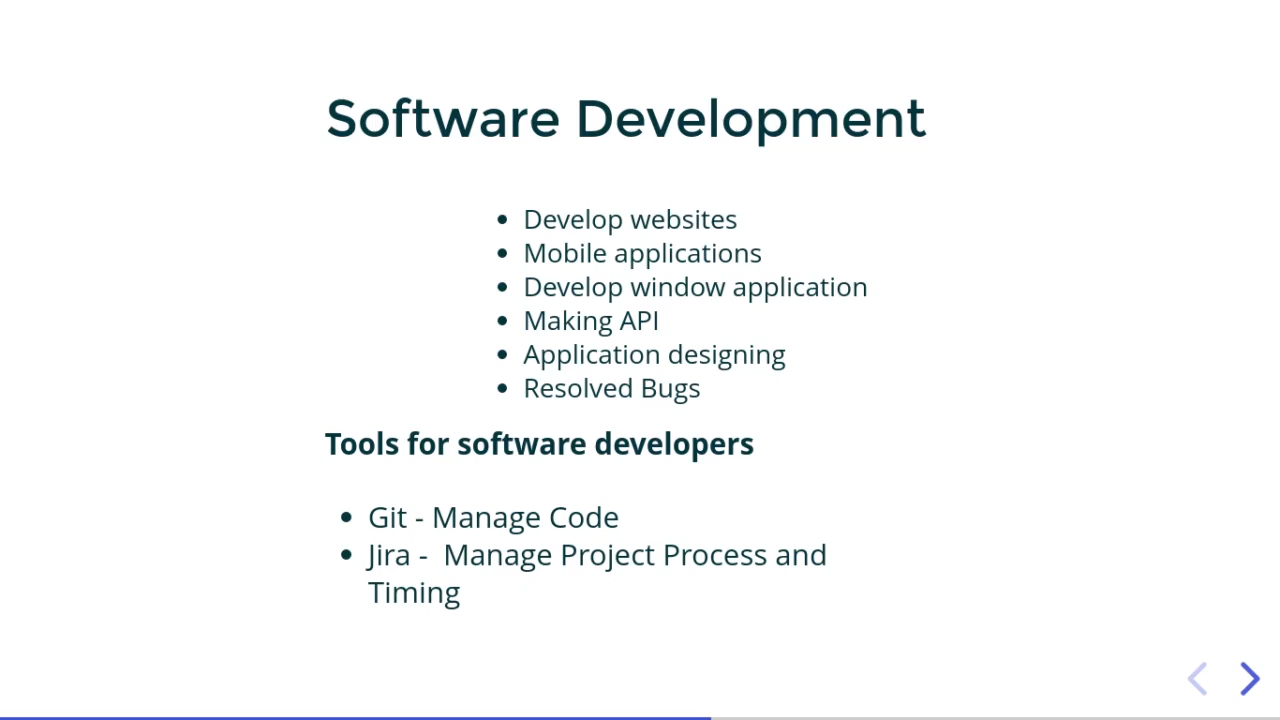 Software Development
• Develop websites
• Mobile applications
• Develop window application
• Making API
• Application designing
• Resolved Bugs
Tools for software developers
• Git - Manage Code
• Jira -  Manage Project Process and
Timing